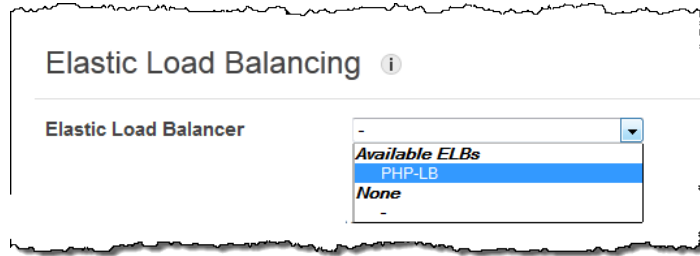 Elastic Load Balancing i
Elastic Load Balancer -
Available ELBs
PHP-LB
None
-